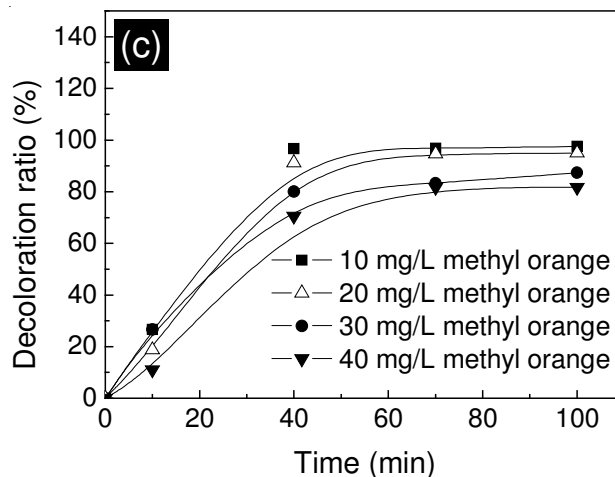 (c)
140
120
100
80
60
40
20
0
Decoloration ratio (%)
10 mg/L methyl orange
20 mg/L methyl orange
30 mg/L methyl orange
40 mg/L methyl orange
0 20 40 60 80 100
Time (min)